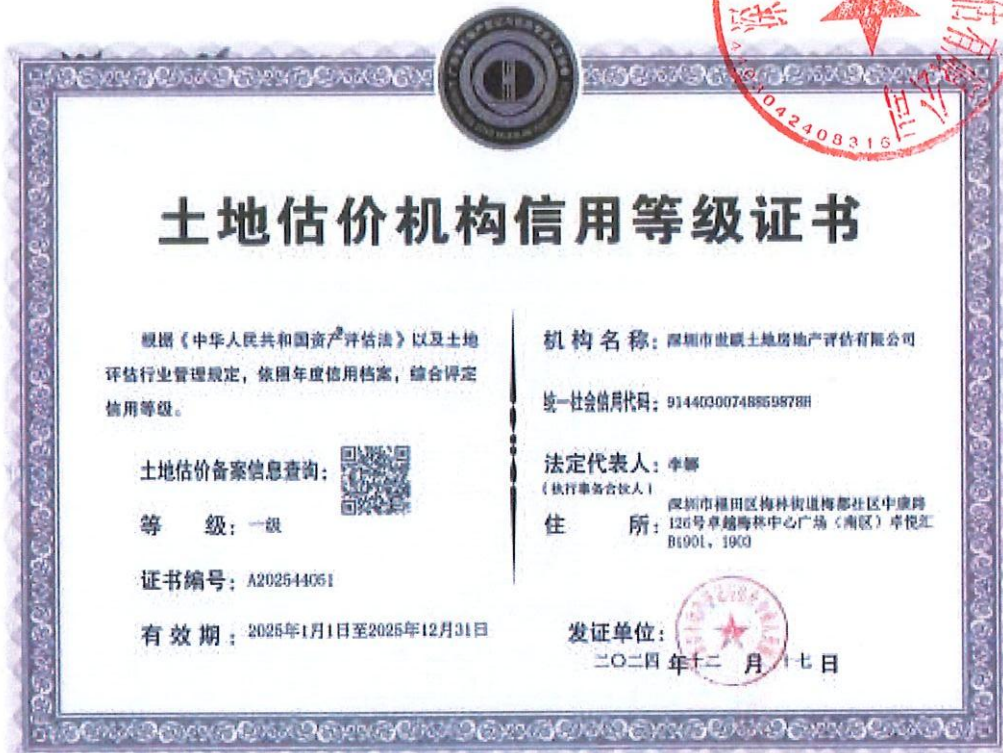 4403042408316
土地估价机构信用等级证书
根据《中华人民共和国资产评估法》以及土地
评估行业管理规定，依照年度信用档案，综合评定
信用等级。
土地估价备案信息查询：
等 级：一级
证书编号：A202544051
有 效 期：2025年1月1日至2025年12月31日
机 构 名 称：深圳市世联土地房地产评估有限公司
统一社会信用代码：91440300748859878H
法定代表人：李娜
（执行事务合伙人）
住 所：深圳市福田区梅林街道梅都社区中康路
126号卓越梅林中心广场（南区）卓悦汇
B1901、1903
发证单位：
二〇二四 年 十二 月 十七 日